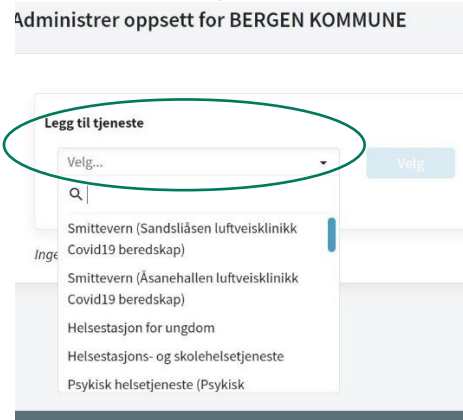 Administrer oppsett for BERGEN KOMMUNE
Legg til tjeneste
Velg...
Velg
Smittevern (Sandsliåsen luftveisklinikk
Covid19 beredskap)
Inge
Smittevern (Åsanehallen luftveisklinikk
Covid19 beredskap)
Helsestasjon for ungdom
Helsestasjons- og skolehelsetjeneste
Psykisk helsetjeneste (Psykisk